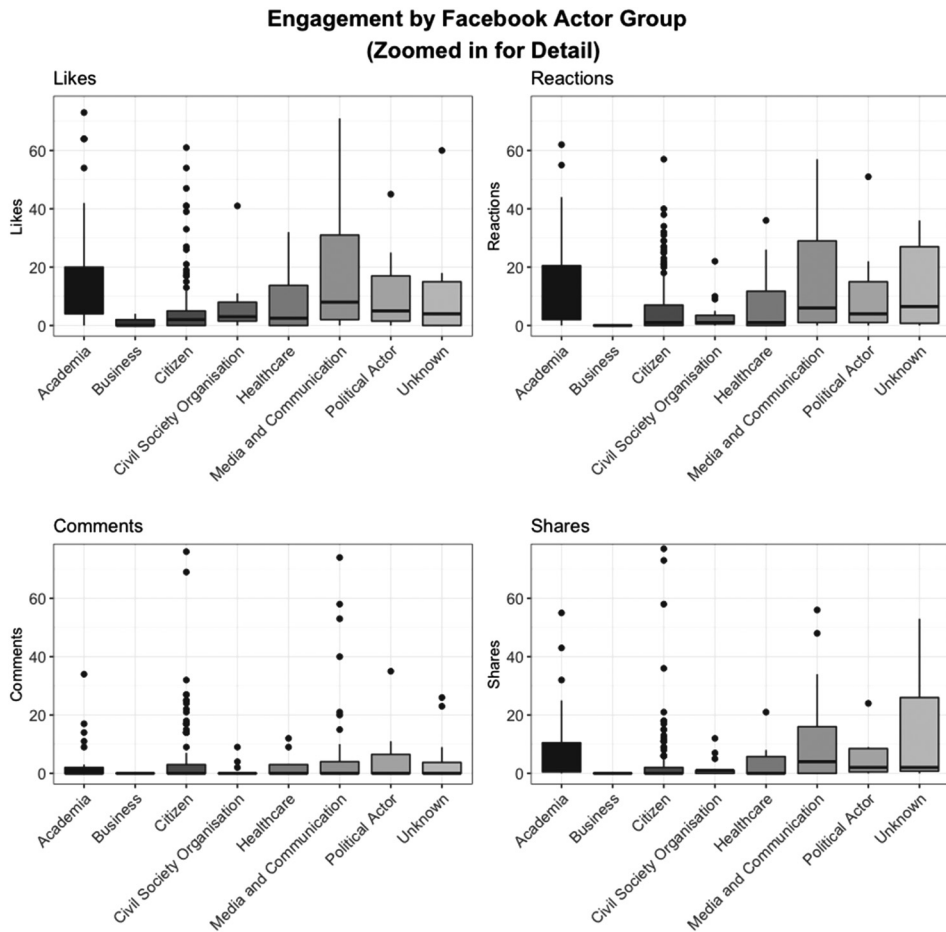 Engagement by Facebook Actor Group
(Zoomed in for Detail)
Likes
Likes
60
40
20
0
Academia
Business
Citizen
Civil Society Organisation
Healthcare
Media and Communication
Political Actor
Unknown
Reactions
Reactions
60
40
20
0
Academia
Business
Citizen
Civil Society Organisation
Healthcare
Media and Communication
Political Actor
Unknown
Comments
Comments
60
40
20
0
Academia
Business
Citizen
Civil Society Organisation
Healthcare
Media and Communication
Political Actor
Unknown
Shares
Shares
60
40
20
0
Academia
Business
Citizen
Civil Society Organisation
Healthcare
Media and Communication
Political Actor
Unknown